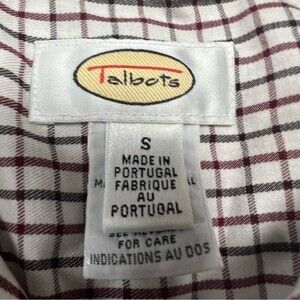 Talbots
S
MADE IN
PORTUGAL
FABRIQUE
AU
PORTUGAL
FOR CARE
INDICATIONS AU DOS